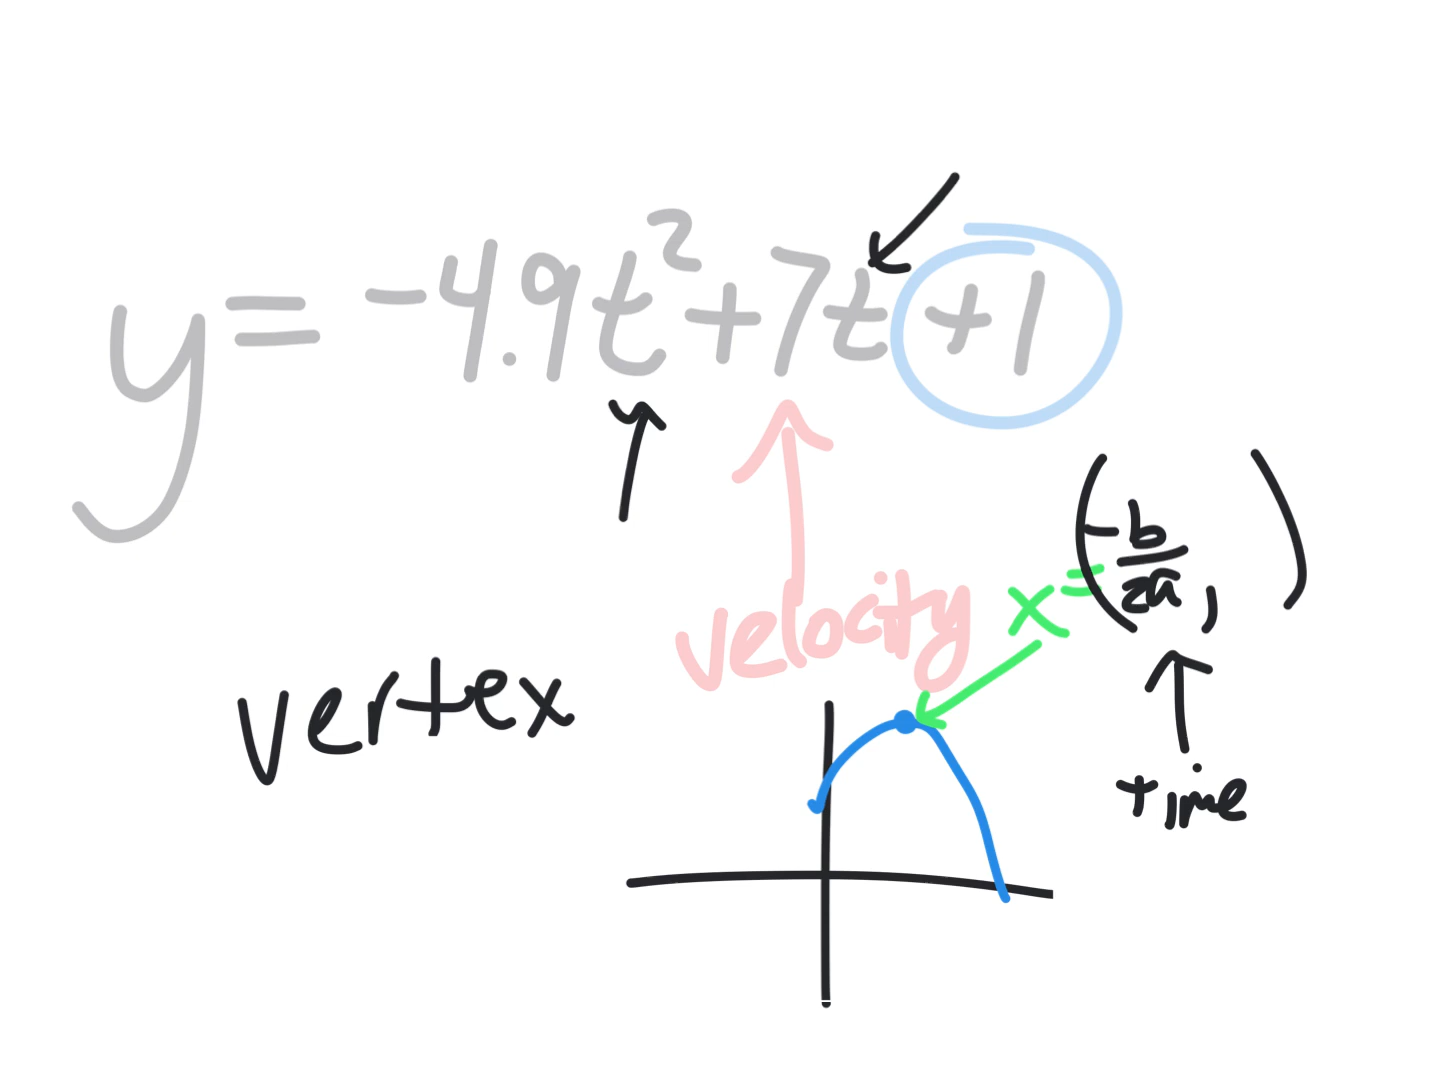 y = -4.9t² + 7t + 1
velocity
x =
(-b/2a, )
vertex
time